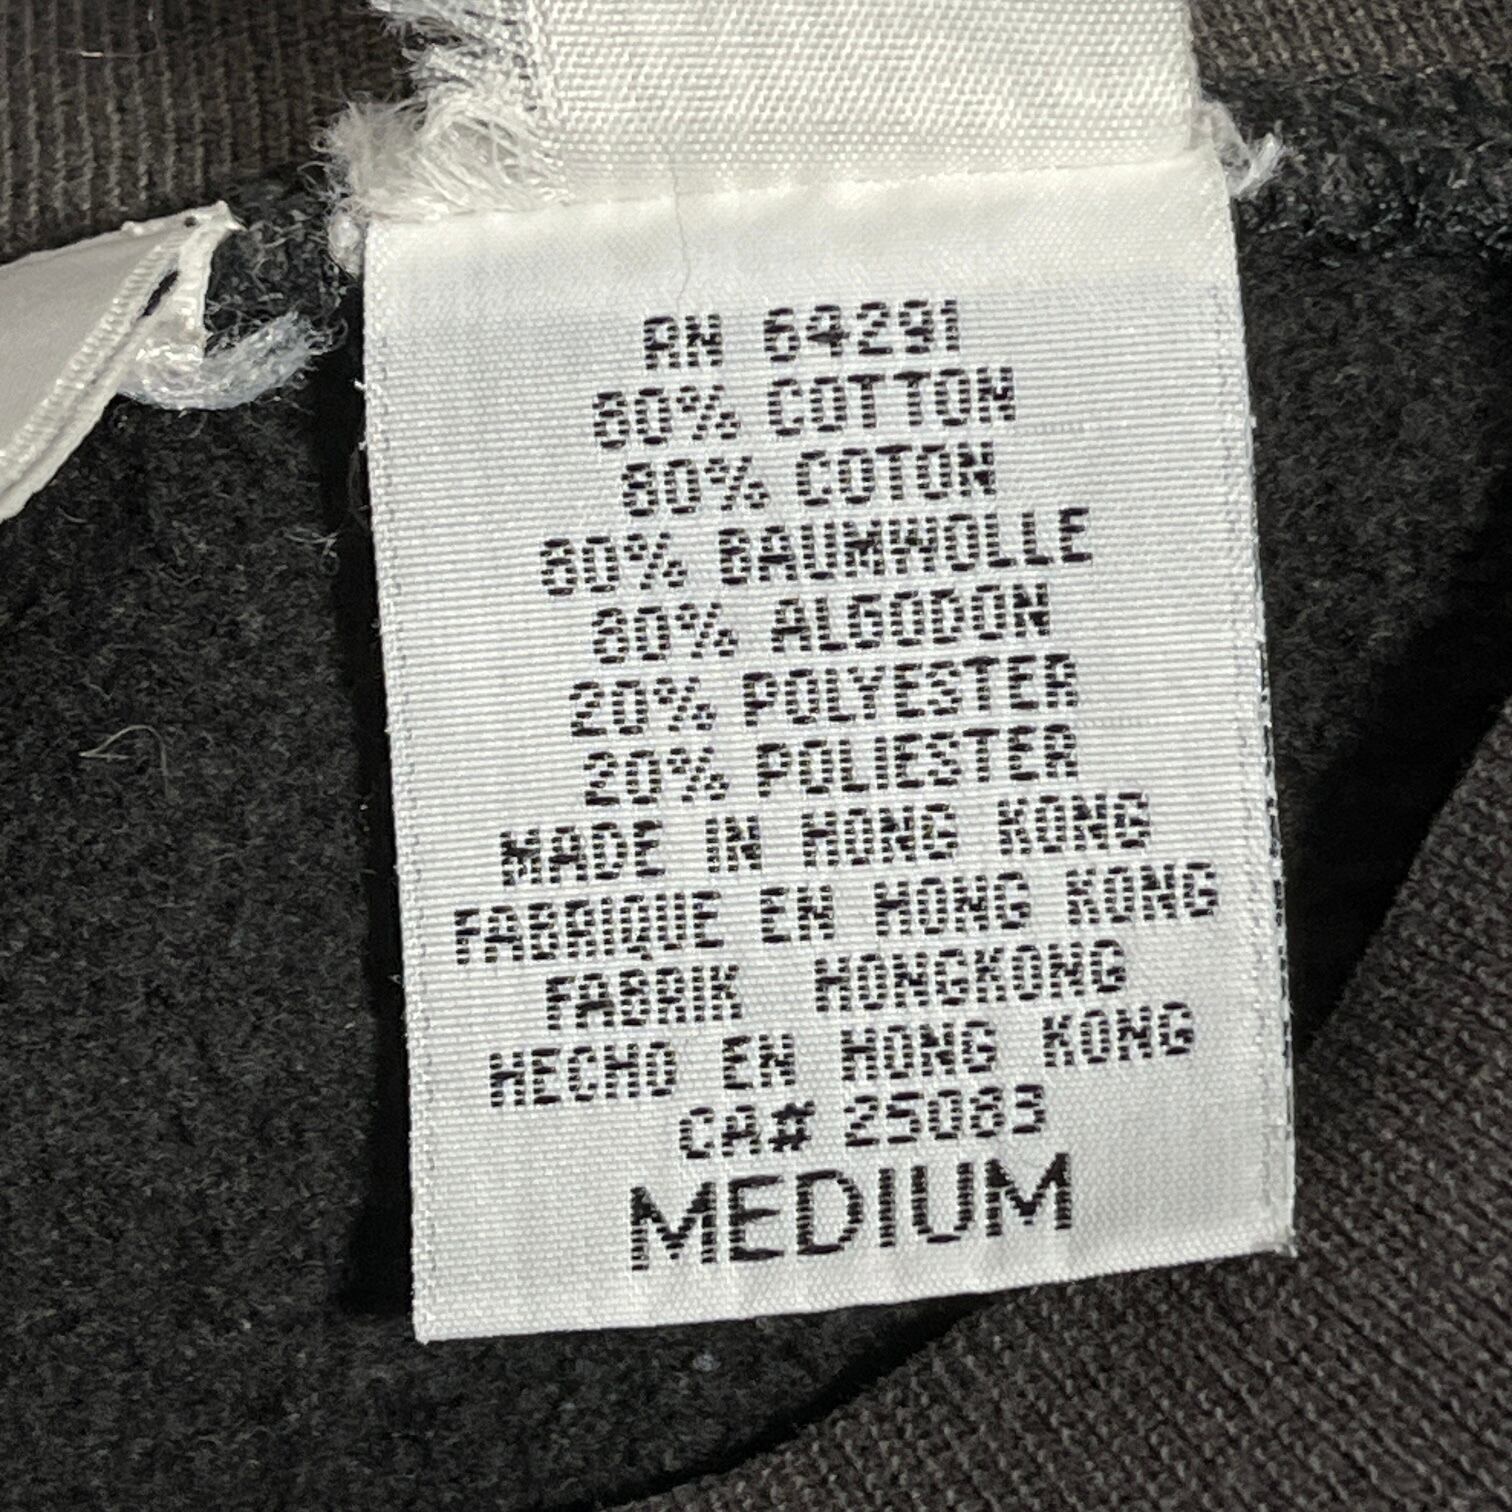 RN 64291
80% COTTON
80% COTON
80% BAUMWOLLE
80% ALGODON
20% POLYESTER
20% POLIESTER
MADE IN HONG KONG
FABRIQUE EN HONG KONG
FABRIK HONGKONG
HECHO EN HONG KONG
CA# 25083
MEDIUM